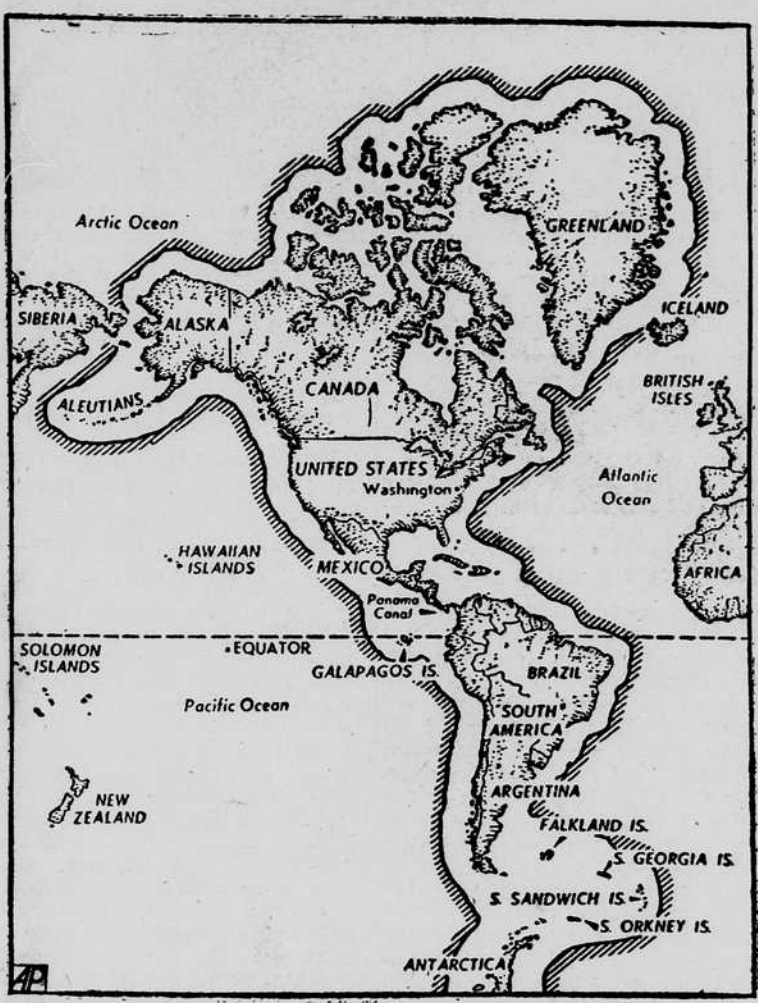 Arctic Ocean
GREENLAND
SIBERIA
ALASKA
ICELAND
CANADA
BRITISH
ISLES
ALEUTIANS
UNITED STATES
Washington
Atlantic
Ocean
HAWAIIAN
ISLANDS
MEXICO
AFRICA
Panama
Canal
SOLOMON
ISLANDS
EQUATOR
GALAPAGOS IS.
BRAZIL
Pacific Ocean
SOUTH
AMERICA
NEW
ZEALAND
ARGENTINA
FALKLAND IS.
S. GEORGIA IS.
S. SANDWICH IS.
S. ORKNEY IS.
ANTARCTICA
AP